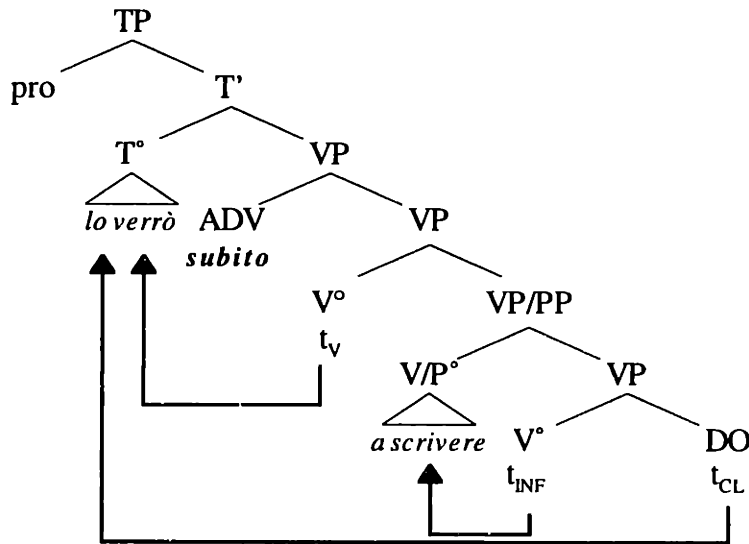 TP
pro T'
T° VP
lo verrò ADV VP
subito
V° VP/PP
t_V V/P° VP
a scrivere V° DO
t_INF t_CL